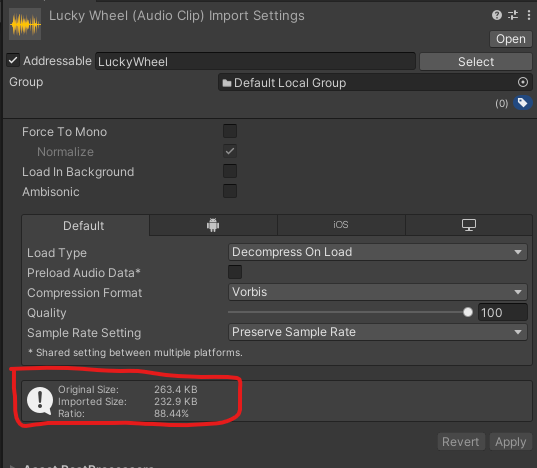 Lucky Wheel (Audio Clip) Import Settings
Open
Addressable LuckyWheel Select
Group Default Local Group
(0)
Force To Mono
Normalize
Load In Background
Ambisonic
Default iOS
Load Type Decompress On Load
Preload Audio Data*
Compression Format Vorbis
Quality 100
Sample Rate Setting Preserve Sample Rate
* Shared setting between multiple platforms.
Original Size: 263.4 KB
Imported Size: 232.9 KB
Ratio: 88.44%
Revert Apply
Asset PostProcessors